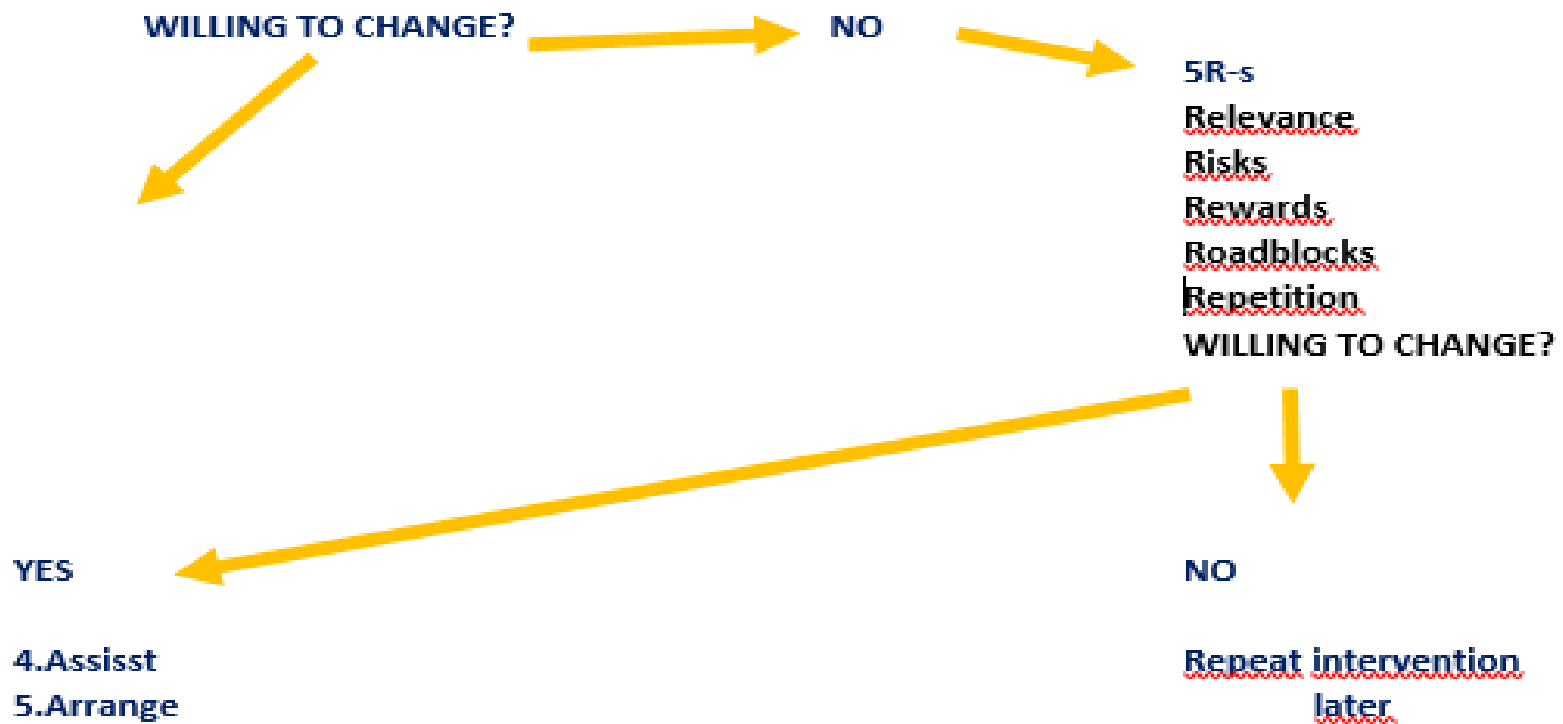 WILLING TO CHANGE?
NO
5R-s
Relevance
Risks
Rewards
Roadblocks
Repetition
WILLING TO CHANGE?
YES
NO
4.Assisst
5.Arrange
Repeat intervention
later